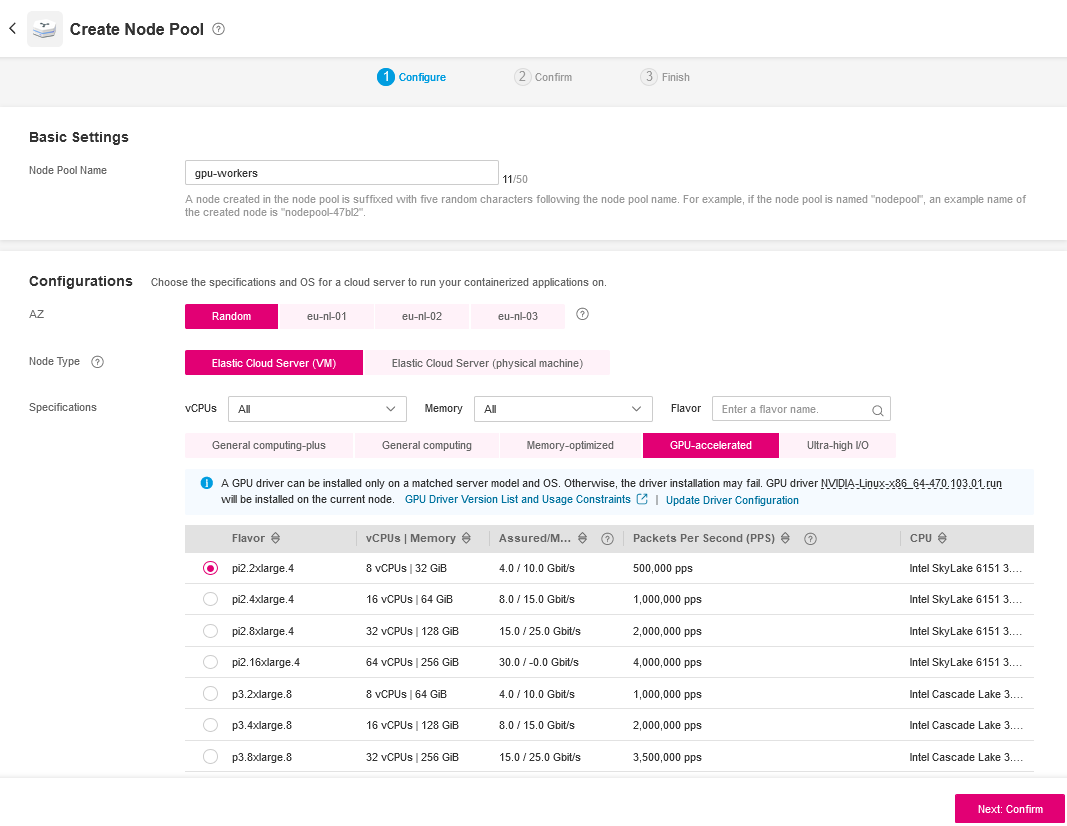 Create Node Pool ?
1 Configure 2 Confirm 3 Finish
Basic Settings
Node Pool Name
gpu-workers
11/50
A node created in the node pool is suffixed with five random characters following the node pool name. For example, if the node pool is named "nodepool", an example name of
the created node is "nodepool-47bl2".
Configurations Choose the specifications and OS for a cloud server to run your containerized applications on.
AZ Random eu-nl-01 eu-nl-02 eu-nl-03 ?
Node Type ? Elastic Cloud Server (VM) Elastic Cloud Server (physical machine)
Specifications vCPUs All Memory All Flavor Enter a flavor name.
General computing-plus General computing Memory-optimized GPU-accelerated Ultra-high I/O
A GPU driver can be installed only on a matched server model and OS. Otherwise, the driver installation may fail. GPU driver NVIDIA-Linux-x86_64-470.103.01.run
will be installed on the current node. GPU Driver Version List and Usage Constraints | Update Driver Configuration
Flavor vCPUs | Memory Assured/M... ? Packets Per Second (PPS) ? CPU
pi2.2xlarge.4 8 vCPUs | 32 GiB 4.0 / 10.0 Gbit/s 500,000 pps Intel SkyLake 6151 3....
pi2.4xlarge.4 16 vCPUs | 64 GiB 8.0 / 15.0 Gbit/s 1,000,000 pps Intel SkyLake 6151 3....
pi2.8xlarge.4 32 vCPUs | 128 GiB 15.0 / 25.0 Gbit/s 2,000,000 pps Intel SkyLake 6151 3....
pi2.16xlarge.4 64 vCPUs | 256 GiB 30.0 / -0.0 Gbit/s 4,000,000 pps Intel SkyLake 6151 3....
p3.2xlarge.8 8 vCPUs | 64 GiB 4.0 / 10.0 Gbit/s 1,000,000 pps Intel Cascade Lake 3....
p3.4xlarge.8 16 vCPUs | 128 GiB 8.0 / 15.0 Gbit/s 2,000,000 pps Intel Cascade Lake 3....
p3.8xlarge.8 32 vCPUs | 256 GiB 15.0 / 25.0 Gbit/s 3,500,000 pps Intel Cascade Lake 3....
Next: Confirm